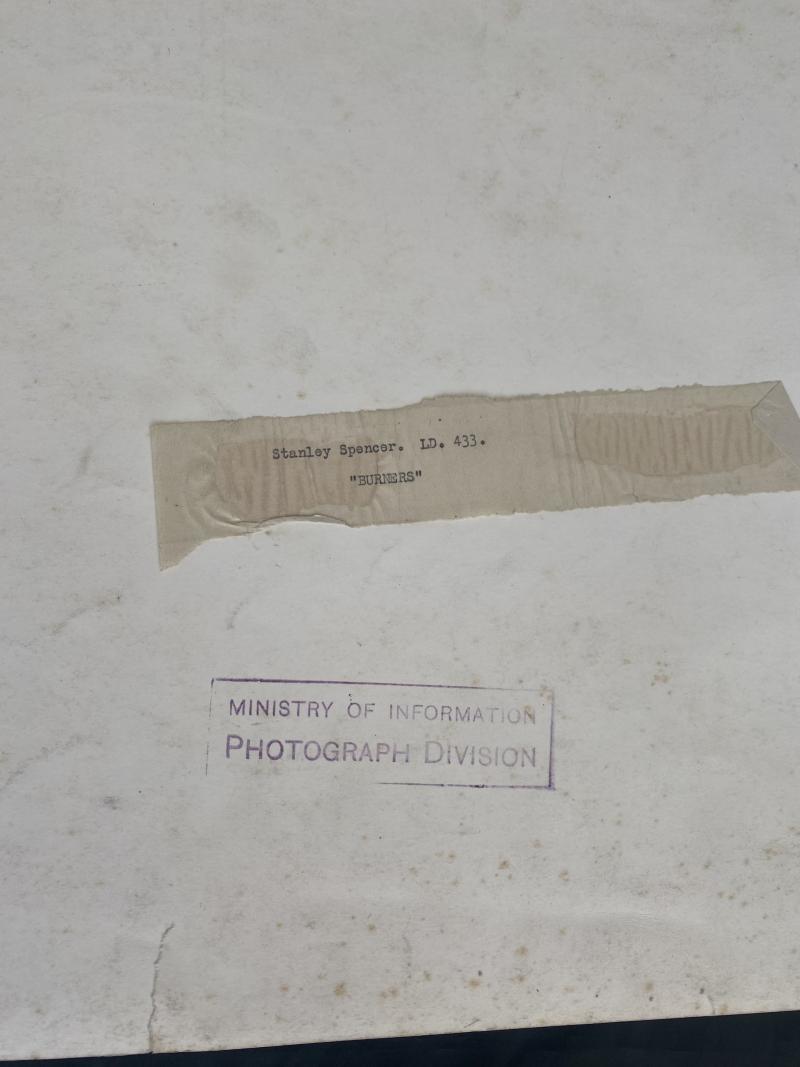 Stanley Spencer. LD. 433.
"BURNERS"
MINISTRY OF INFORMATION
PHOTOGRAPH DIVISION